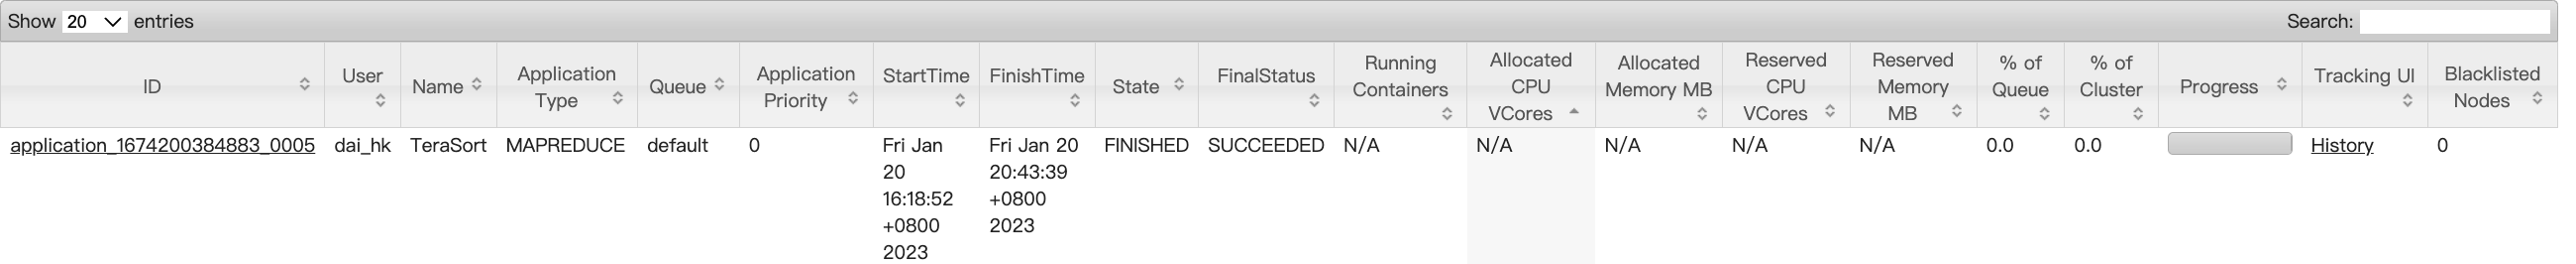 Show 20 entries Search:
ID User Name Application Type Queue Application Priority StartTime FinishTime State FinalStatus Running Containers Allocated CPU VCores Allocated Memory MB Reserved CPU VCores Reserved Memory MB % of Queue % of Cluster Progress Tracking UI Blacklisted Nodes
application_1674200384883_0005 dai_hk TeraSort MAPREDUCE default 0 Fri Jan 20 16:18:52 +0800 2023 Fri Jan 20 20:43:39 +0800 2023 FINISHED SUCCEEDED N/A N/A N/A N/A N/A 0.0 0.0 History 0